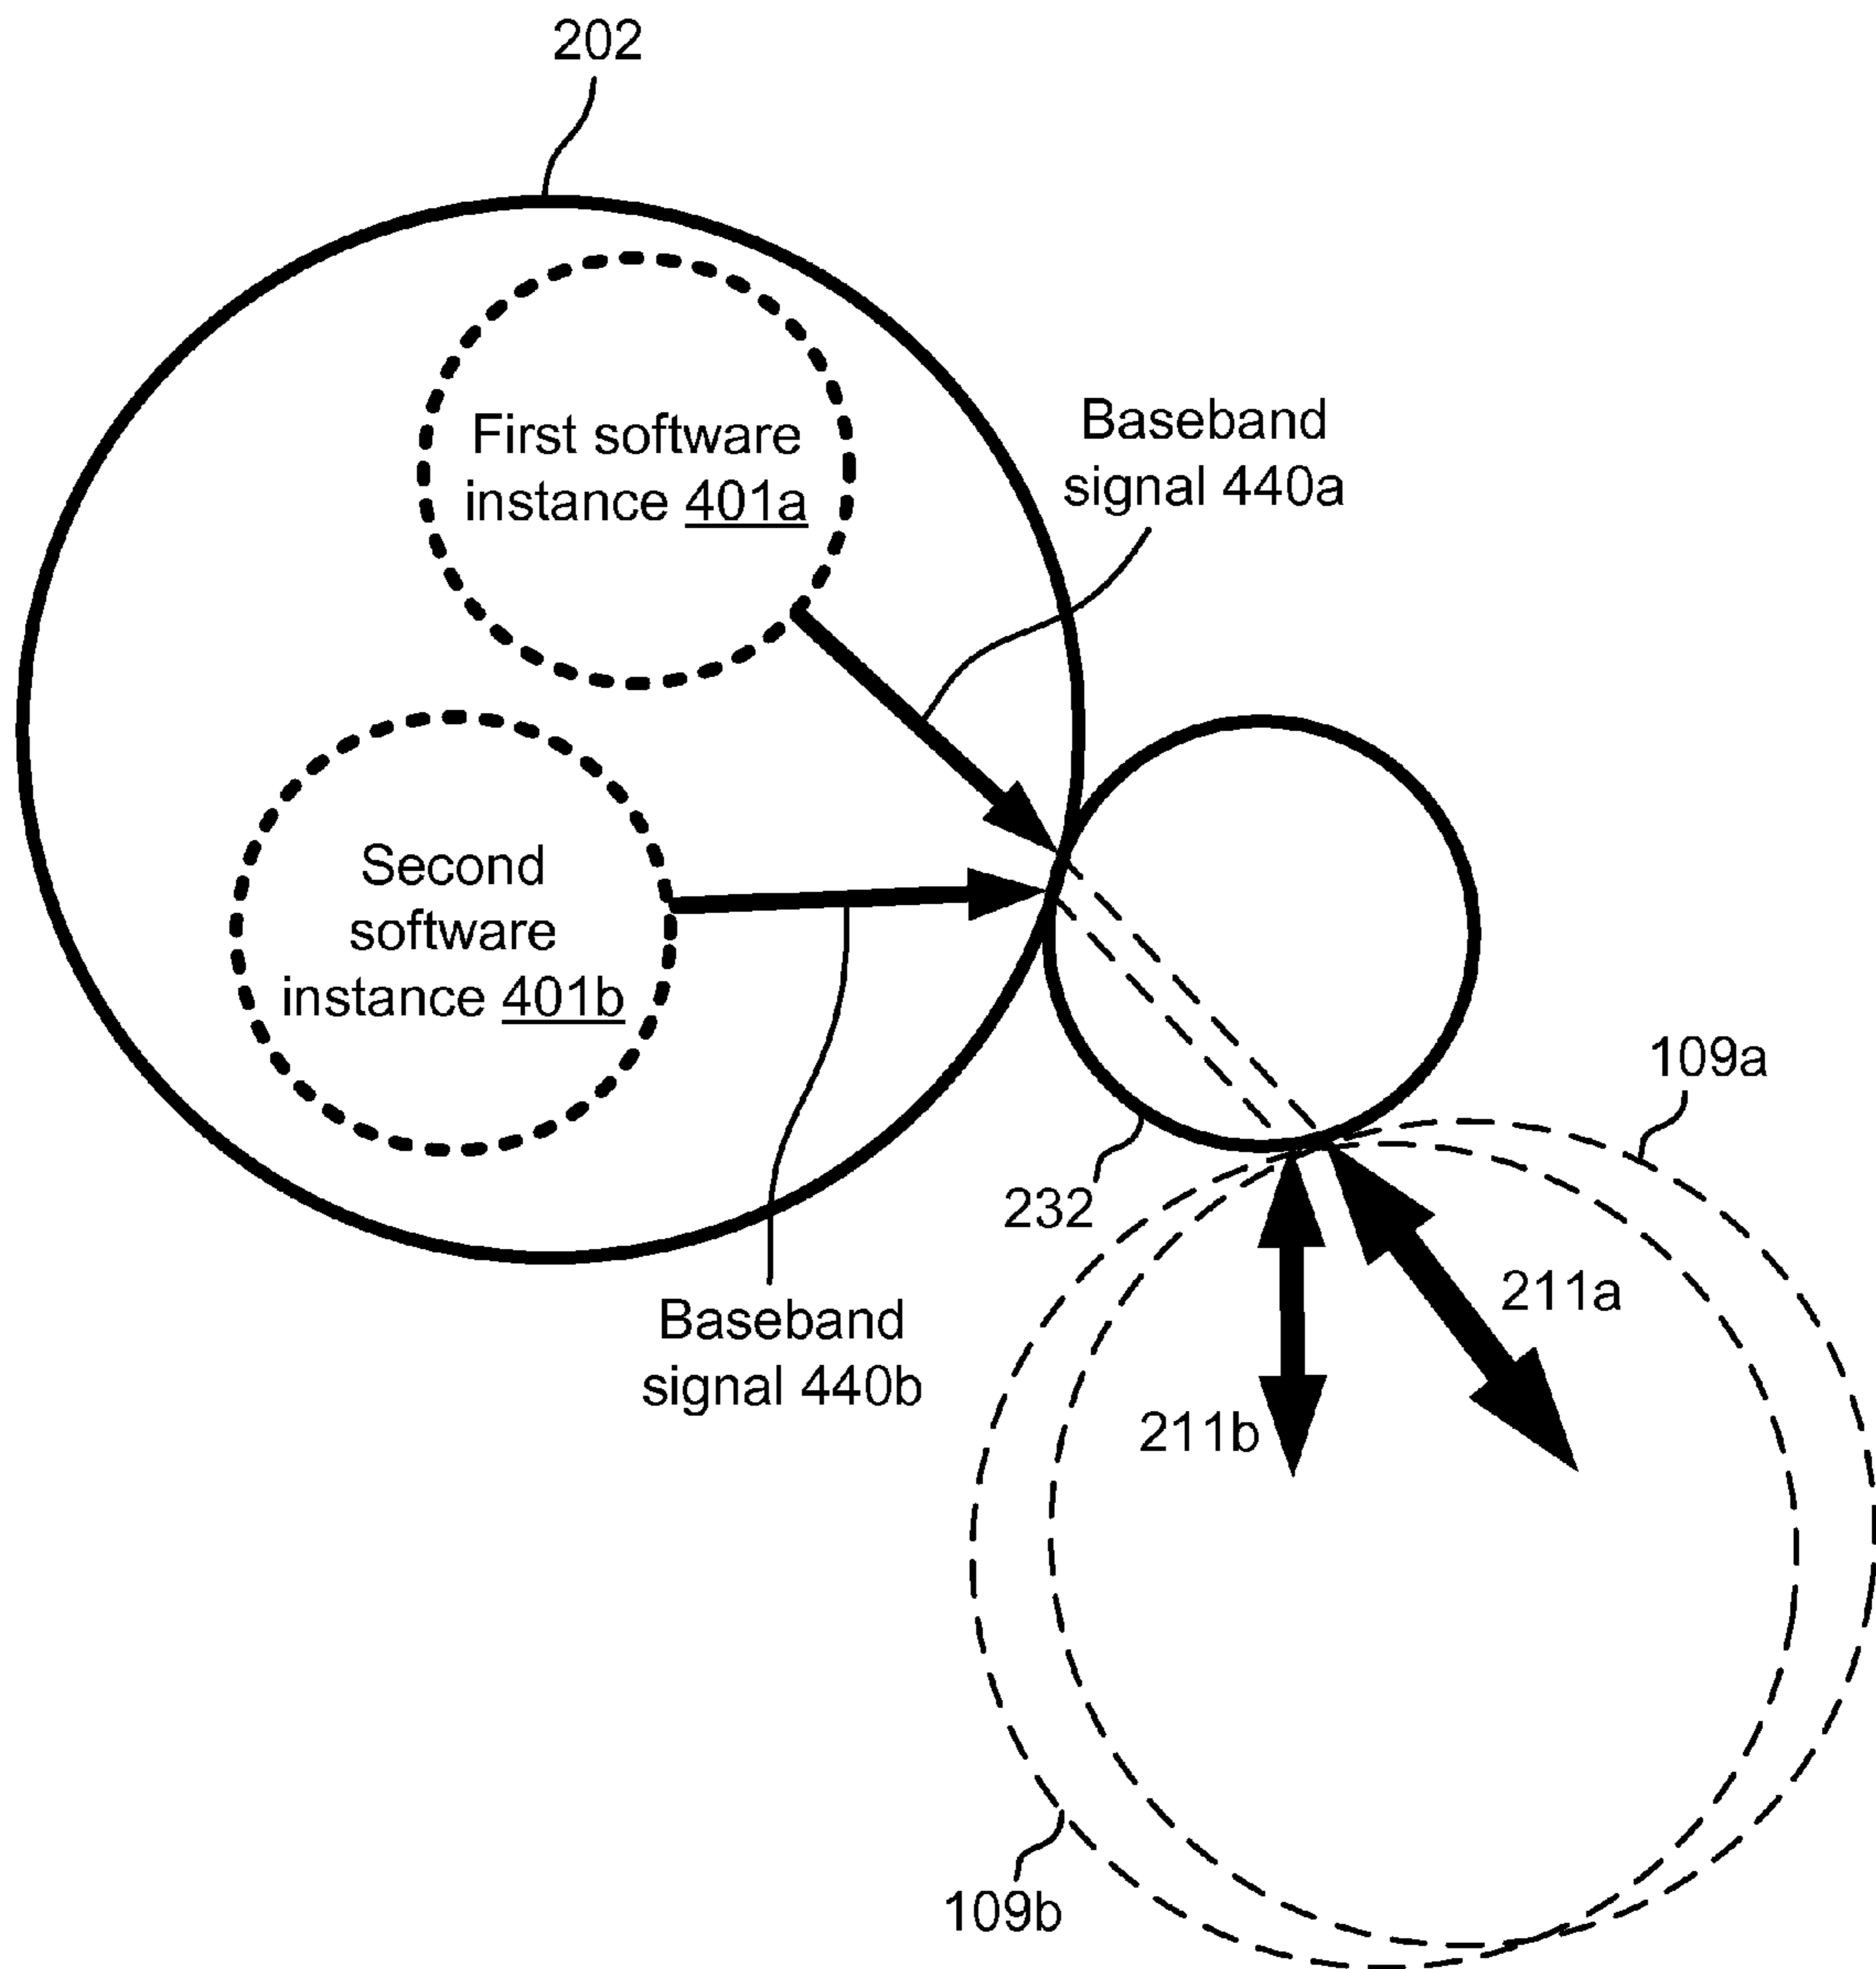 202
First software
instance 401a
Baseband
signal 440a
Second
software
instance 401b
109a
232
211a
Baseband
signal 440b
211b
109b